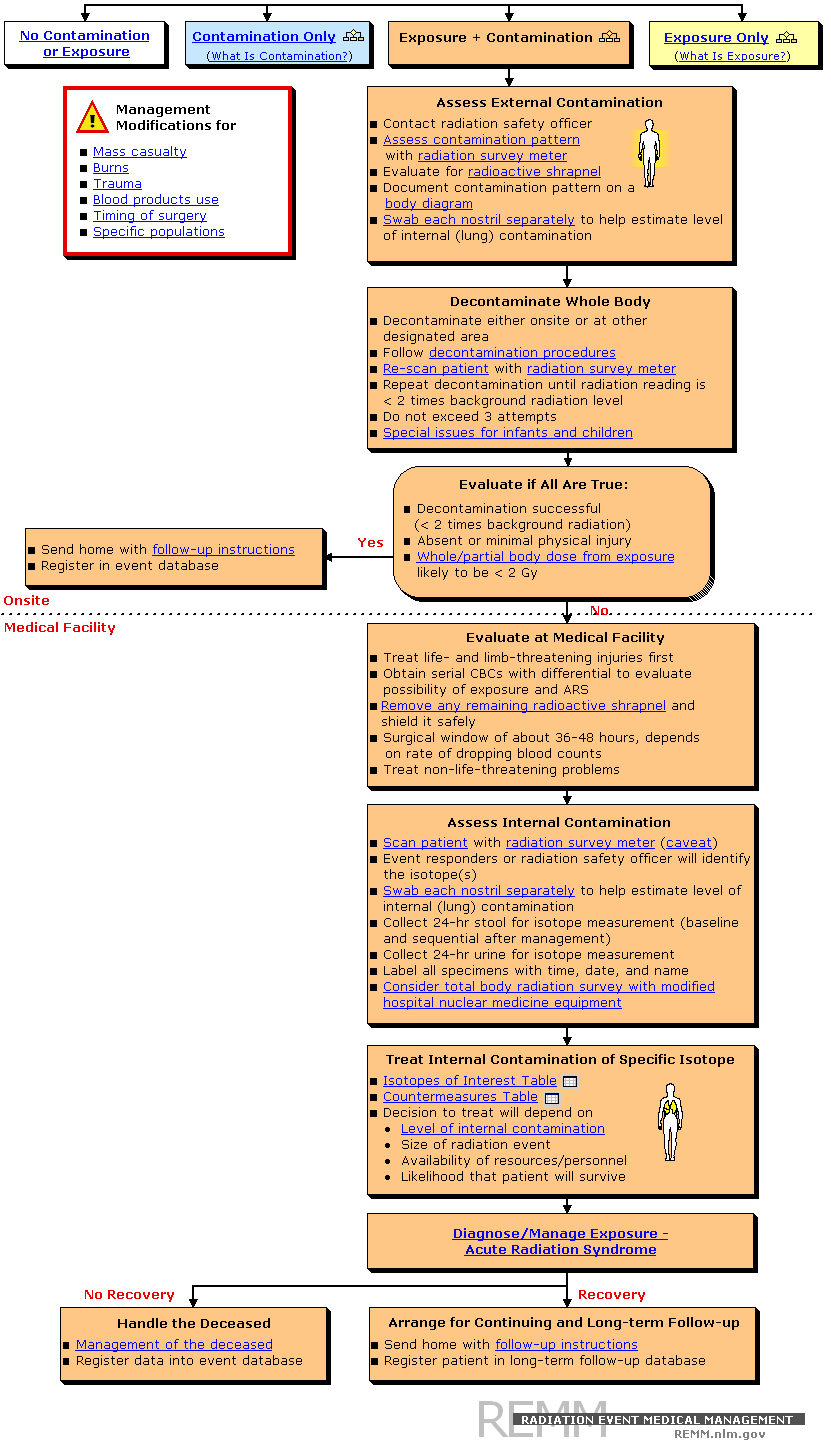 No Contamination
or Exposure
Contamination Only
(What Is Contamination?)
Exposure + Contamination
Exposure Only
(What Is Exposure?)
Management
Modifications for
Mass casualty
Burns
Trauma
Blood products use
Timing of surgery
Specific populations
Assess External Contamination
Contact radiation safety officer
Assess contamination pattern
with radiation survey meter
Evaluate for radioactive shrapnel
Document contamination pattern on a
body diagram
Swab each nostril separately to help estimate level
of internal (lung) contamination
Decontaminate Whole Body
Decontaminate either onsite or at other
designated area
Follow decontamination procedures
Re-scan patient with radiation survey meter
Repeat decontamination until radiation reading is
< 2 times background radiation level
Do not exceed 3 attempts
Special issues for infants and children
Evaluate if All Are True:
Decontamination successful
(< 2 times background radiation)
Absent or minimal physical injury
Whole/partial body dose from exposure
likely to be < 2 Gy
Yes
Send home with follow-up instructions
Register in event database
Onsite
No
Medical Facility
Evaluate at Medical Facility
Treat life- and limb-threatening injuries first
Obtain serial CBCs with differential to evaluate
possibility of exposure and ARS
Remove any remaining radioactive shrapnel and
shield it safely
Surgical window of about 36-48 hours, depends
on rate of dropping blood counts
Treat non-life-threatening problems
Assess Internal Contamination
Scan patient with radiation survey meter (caveat)
Event responders or radiation safety officer will identify
the isotope(s)
Swab each nostril separately to help estimate level of
internal (lung) contamination
Collect 24-hr stool for isotope measurement (baseline
and sequential after management)
Collect 24-hr urine for isotope measurement
Label all specimens with time, date, and name
Consider total body radiation survey with modified
hospital nuclear medicine equipment
Treat Internal Contamination of Specific Isotope
Isotopes of Interest Table
Countermeasures Table
Decision to treat will depend on
Level of internal contamination
Size of radiation event
Availability of resources/personnel
Likelihood that patient will survive
Diagnose/Manage Exposure -
Acute Radiation Syndrome
No Recovery
Recovery
Handle the Deceased
Management of the deceased
Register data into event database
Arrange for Continuing and Long-term Follow-up
Send home with follow-up instructions
Register patient in long-term follow-up database
REMM
RADIATION EVENT MEDICAL MANAGEMENT
REMM.nlm.gov